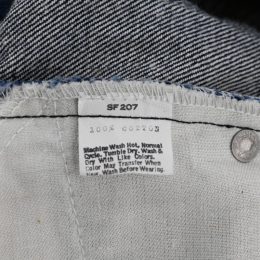 SF 207
100% COTTON
Machine Wash Hot, Normal
Cycle. Tumble Dry. Wash &
Dry With Like Colors.
Color May Transfer When
New. Wash Before Wearing.